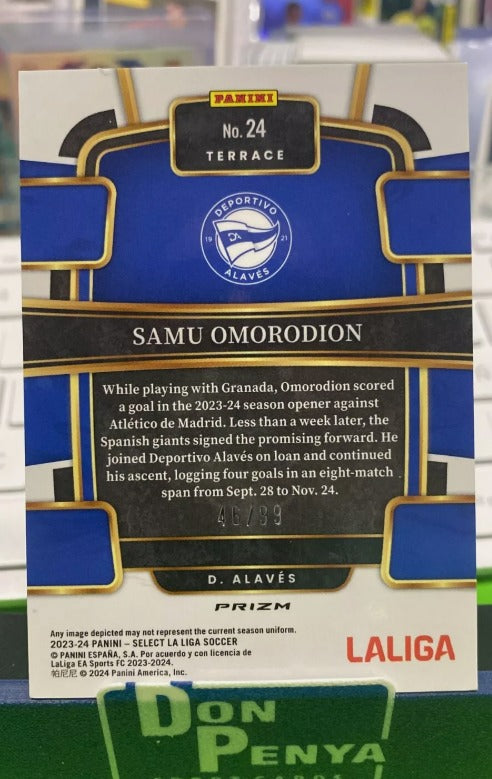 PANINI
No. 24
TERRACE
DEPORTIVO
19 21
ALAVÉS
SAMU OMORODION
While playing with Granada, Omorodion scored
a goal in the 2023-24 season opener against
Atlético de Madrid. Less than a week later, the
Spanish giants signed the promising forward. He
joined Deportivo Alavés on loan and continued
his ascent, logging four goals in an eight-match
span from Sept. 28 to Nov. 24.
46/99
D. ALAVÉS
PRIZM
Any image depicted may not represent the current season uniform.
2023-24 PANINI – SELECT LA LIGA SOCCER
© PANINI ESPAÑA, S.A. Por acuerdo y con licencia de
LaLiga EA Sports FC 2023-2024.
帕尼尼 © 2024 Panini America, Inc.
LALIGA
DON
PENYA